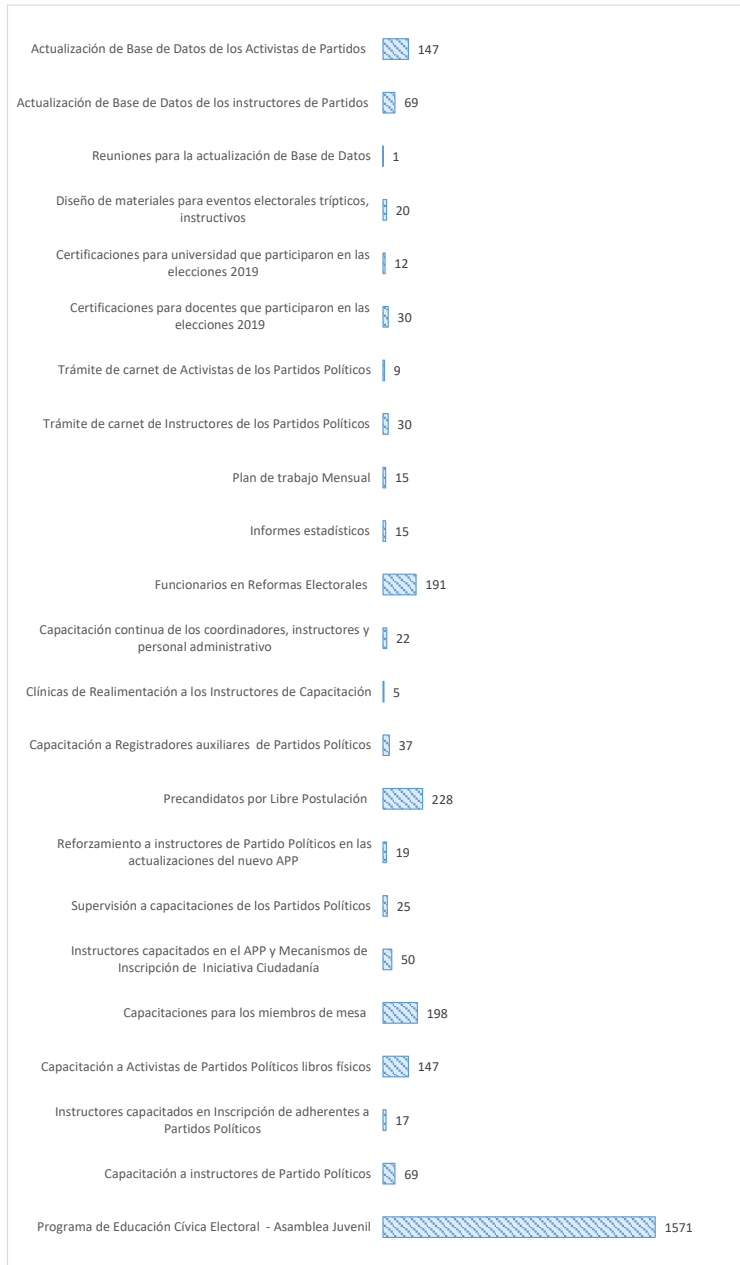 Actualización de Base de Datos de los Activistas de Partidos 147
Actualización de Base de Datos de los instructores de Partidos 69
Reuniones para la actualización de Base de Datos 1
Diseño de materiales para eventos electorales trípticos,
instructivos 20
Certificaciones para universidad que participaron en las
elecciones 2019 12
Certificaciones para docentes que participaron en las
elecciones 2019 30
Trámite de carnet de Activistas de los Partidos Políticos 9
Trámite de carnet de Instructores de los Partidos Políticos 30
Plan de trabajo Mensual 15
Informes estadísticos 15
Funcionarios en Reformas Electorales 191
Capacitación continua de los coordinadores, instructores y
personal administrativo 22
Clínicas de Realimentación a los Instructores de Capacitación 5
Capacitación a Registradores auxiliares de Partidos Políticos 37
Precandidatos por Libre Postulación 228
Reforzamiento a instructores de Partido Políticos en las
actualizaciones del nuevo APP 19
Supervisión a capacitaciones de los Partidos Políticos 25
Instructores capacitados en el APP y Mecanismos de
Inscripción de Iniciativa Ciudadanía 50
Capacitaciones para los miembros de mesa 198
Capacitación a Activistas de Partidos Políticos libros físicos 147
Instructores capacitados en Inscripción de adherentes a
Partidos Políticos 17
Capacitación a instructores de Partido Políticos 69
Programa de Educación Cívica Electoral - Asamblea Juvenil 1571